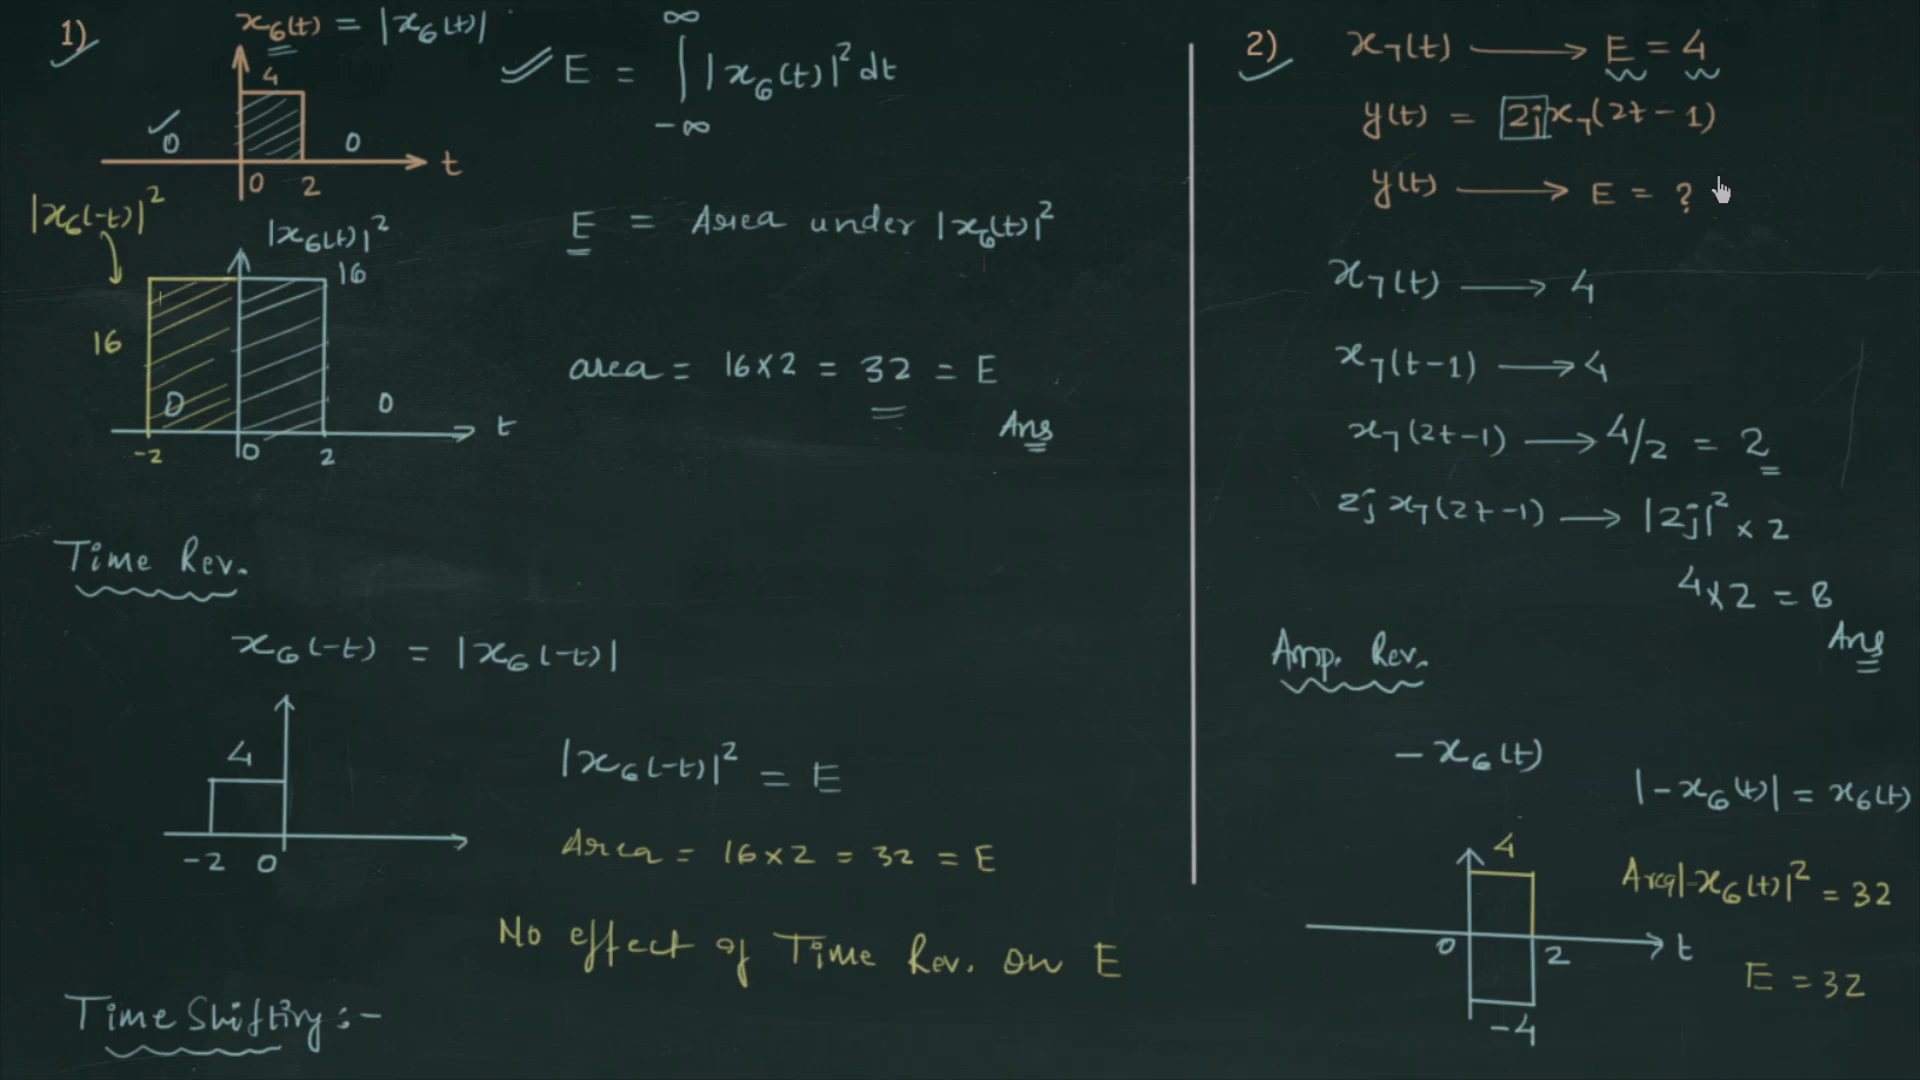 1)
x₆(t) = |x₆(t)|
4
0
0
0
2
t
E = ∫_{-∞}^{∞} |x₆(t)|² dt
|x₆(-t)|²
|x₆(t)|²
16
16
0
0
-2
0
2
t
E = Area under |x₆(t)|²
area = 16×2 = 32 = E
Ans
Time Rev.
x₆(-t) = |x₆(-t)|
4
-2
0
|x₆(-t)|² = E
Area = 16×2 = 32 = E
No effect of Time Rev. on E
Time Shifting :-
2)
x₇(t) ⟶ E = 4
y(t) = 2j x₇(2t-1)
y(t) ⟶ E = ?
x₇(t) ⟶ 4
x₇(t-1) ⟶ 4
x₇(2t-1) ⟶ 4/2 = 2
2j x₇(2t-1) ⟶ |2j|² × 2
4×2 = 8
Ans
Amp. Rev.
-x₆(t)
|-x₆(t)| = x₆(t)
4
0
2
t
-4
Area|-x₆(t)|² = 32
E = 32